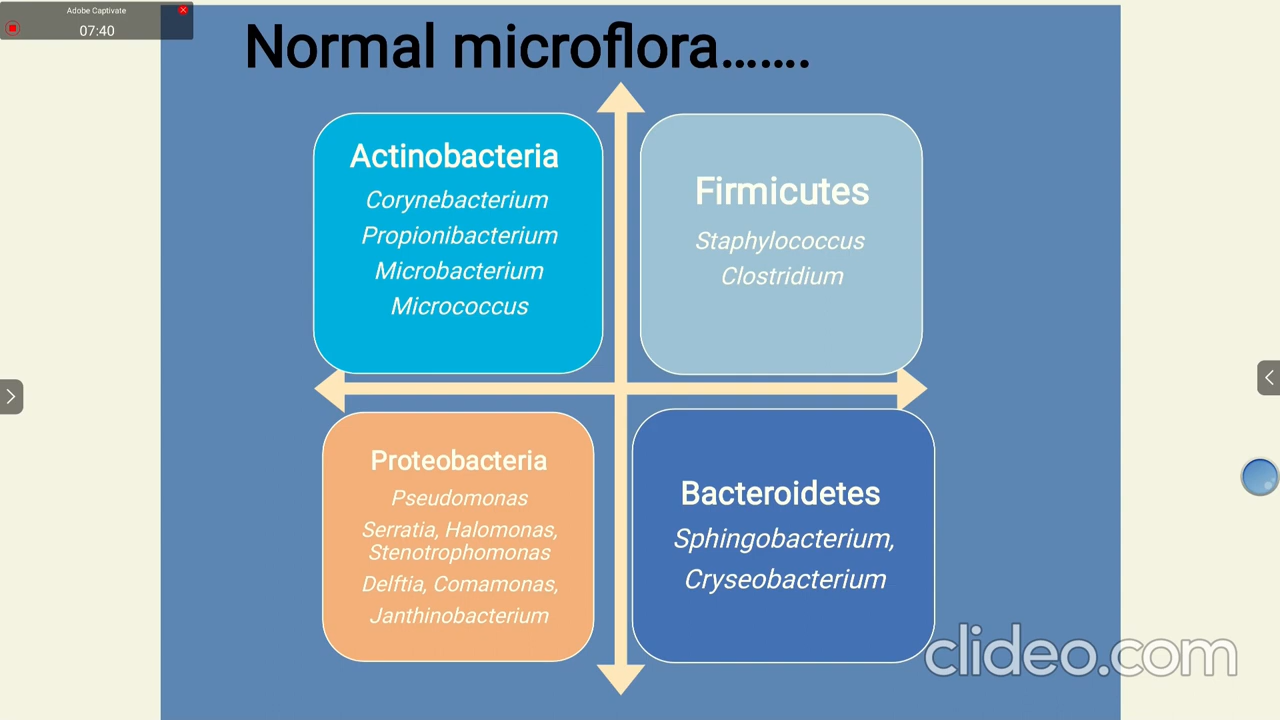 Adobe Captivate
07:40
Normal microflora…….
Actinobacteria
Corynebacterium
Propionibacterium
Microbacterium
Micrococcus
Firmicutes
Staphylococcus
Clostridium
Proteobacteria
Pseudomonas
Serratia, Halomonas,
Stenotrophomonas
Delftia, Comamonas,
Janthinobacterium
Bacteroidetes
Sphingobacterium,
Cryseobacterium
clideo.com